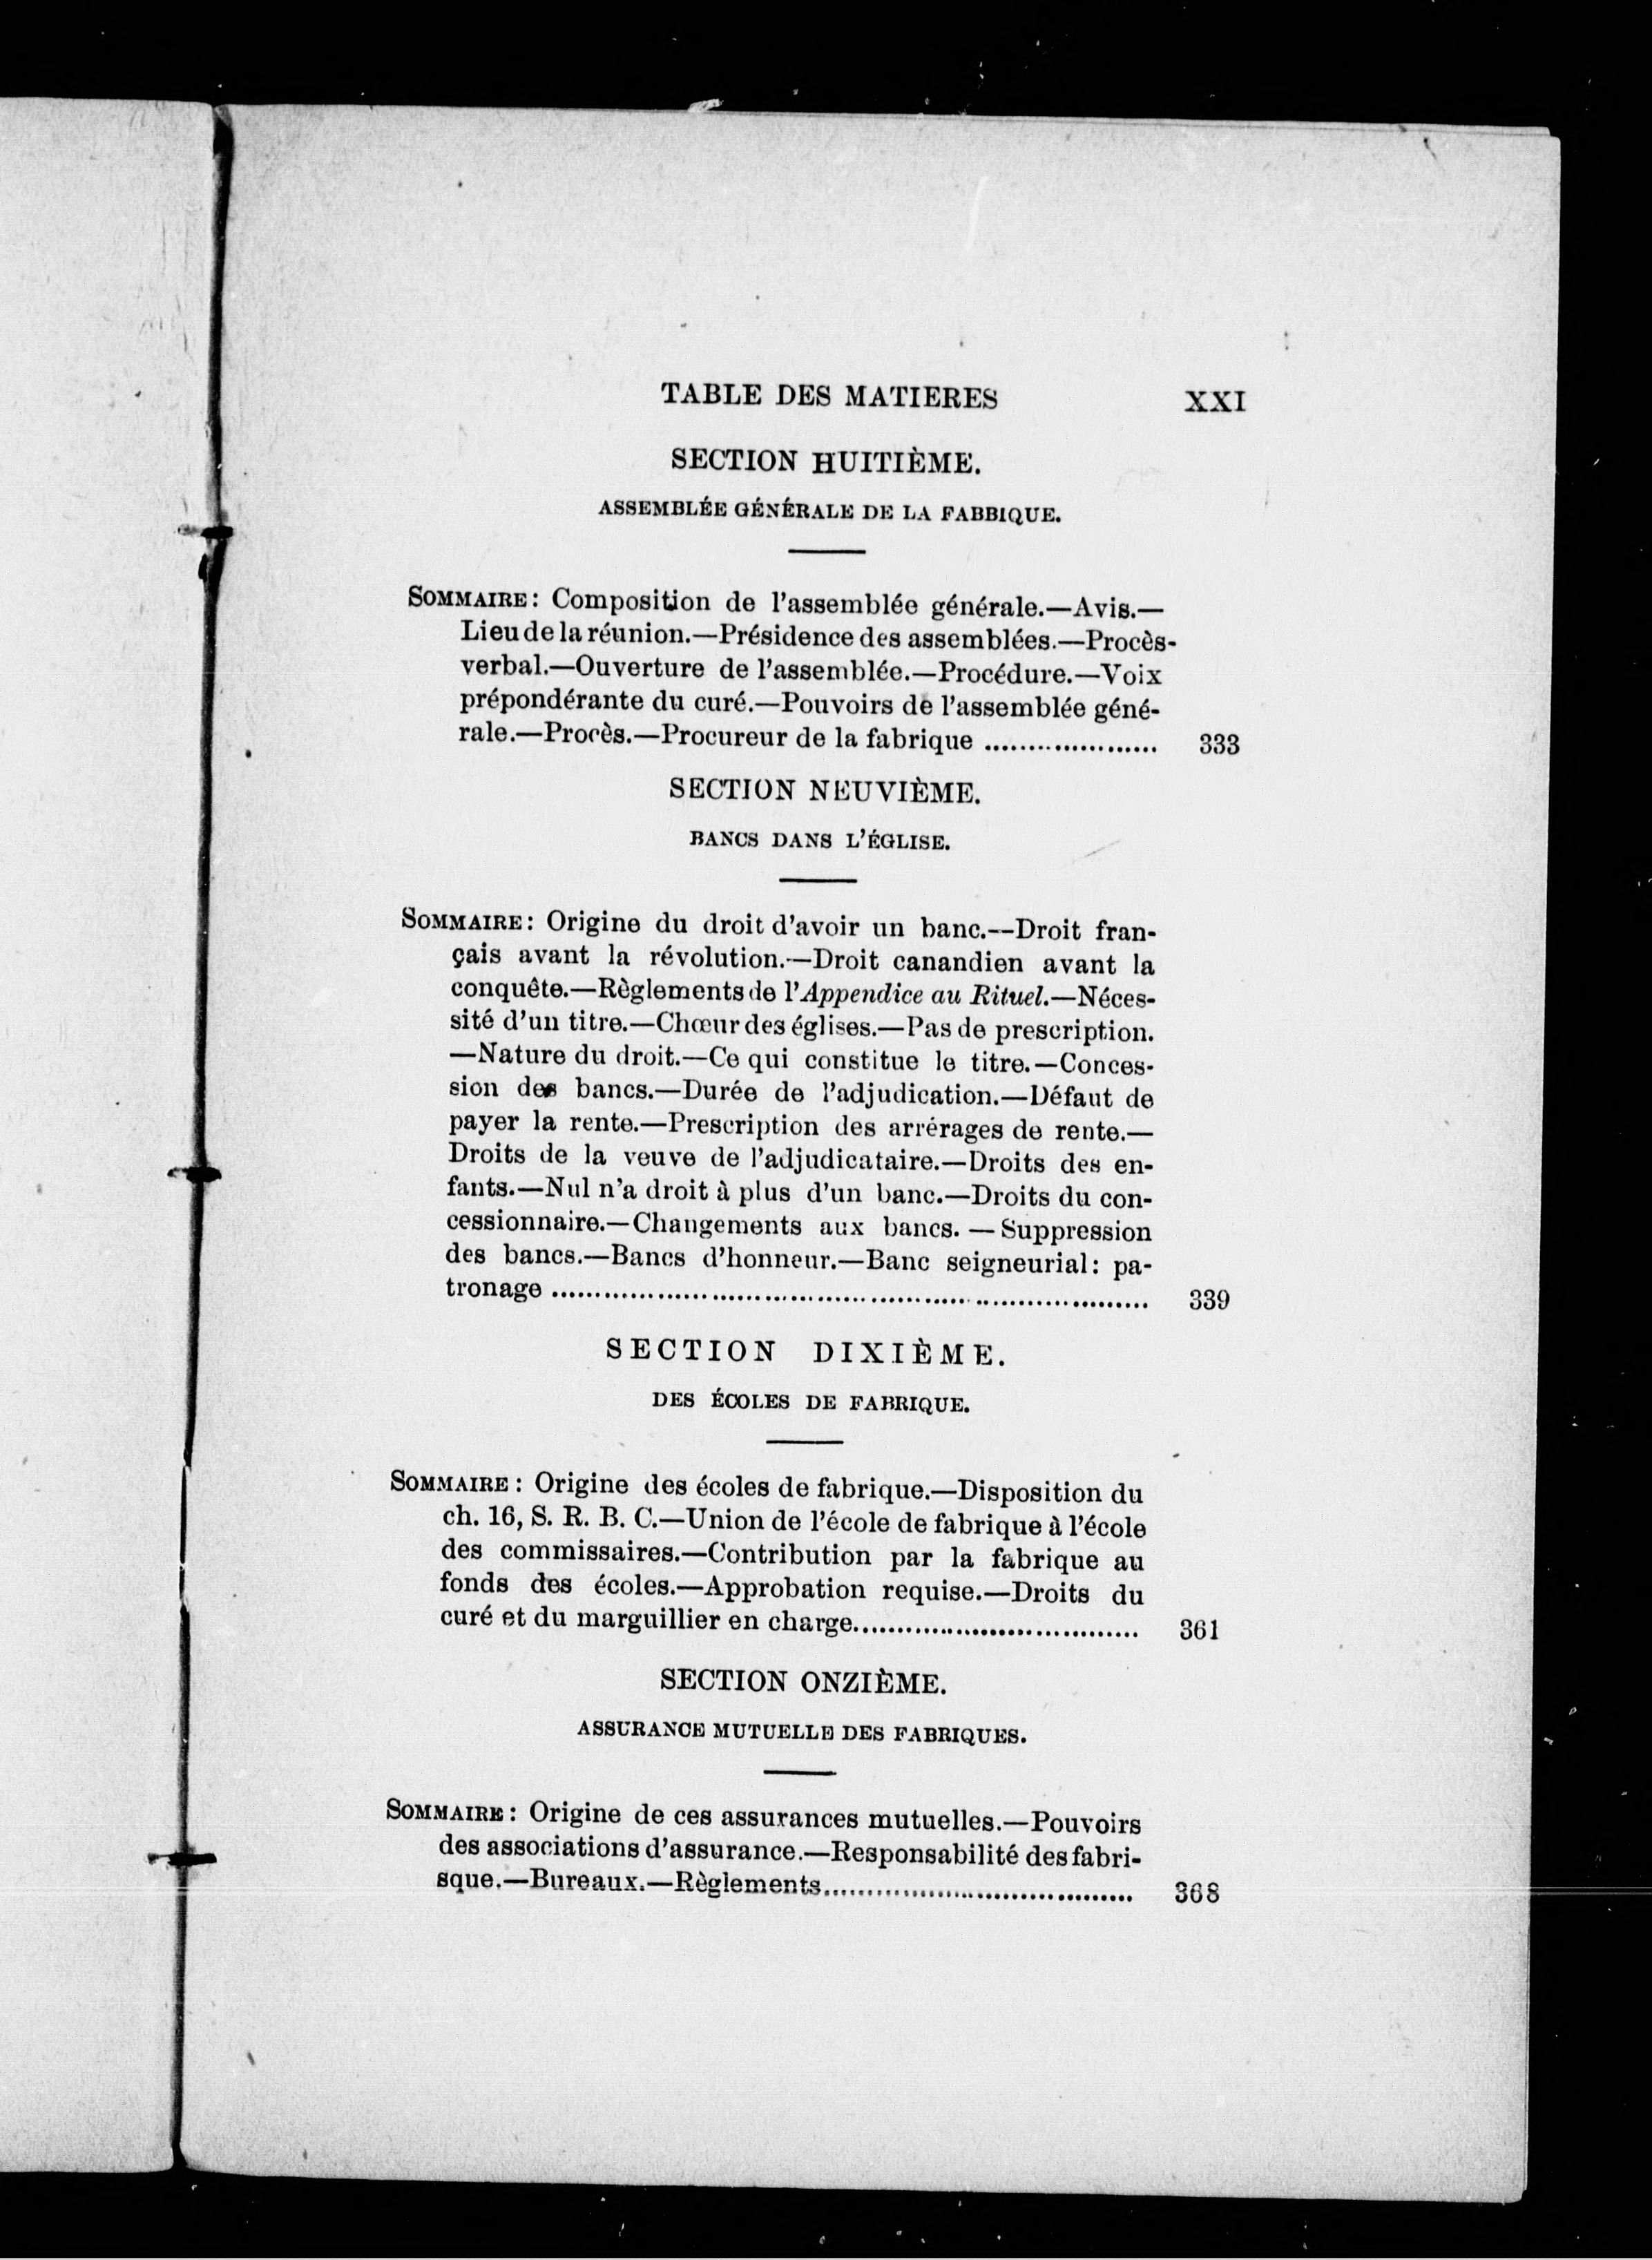 TABLE DES MATIERES XXI
SECTION HUITIÈME.
ASSEMBLÉE GÉNÉRALE DE LA FABBIQUE.
SOMMAIRE: Composition de l'assemblée générale.—Avis.—
Lieu de la réunion.—Présidence des assemblées.—Procès-
verbal.—Ouverture de l'assemblée.—Procédure.—Voix
prépondérante du curé.—Pouvoirs de l'assemblée géné-
rale.—Procès.—Procureur de la fabrique .................... 333
SECTION NEUVIÈME.
BANCS DANS L'ÉGLISE.
SOMMAIRE: Origine du droit d'avoir un banc.--Droit fran-
çais avant la révolution.—Droit canandien avant la
conquête.—Règlements de l'Appendice au Rituel.—Néces-
sité d'un titre.—Chœur des églises.—Pas de prescription.
—Nature du droit.—Ce qui constitue le titre.—Conces-
sion des bancs.—Durée de l'adjudication.—Défaut de
payer la rente.—Prescription des arrérages de rente.—
Droits de la veuve de l'adjudicataire.—Droits des en-
fants.—Nul n'a droit à plus d'un banc.—Droits du con-
cessionnaire.—Changements aux bancs. — Suppression
des bancs.—Bancs d'honneur.—Banc seigneurial: pa-
tronage .................................................................... 339
SECTION DIXIÈME.
DES ÉCOLES DE FABRIQUE.
SOMMAIRE: Origine des écoles de fabrique.—Disposition du
ch. 16, S. R. B. C.—Union de l'école de fabrique à l'école
des commissaires.—Contribution par la fabrique au
fonds des écoles.—Approbation requise.—Droits du
curé et du marguillier en charge................................. 361
SECTION ONZIÈME.
ASSURANCE MUTUELLE DES FABRIQUES.
SOMMAIRE: Origine de ces assurances mutuelles.—Pouvoirs
des associations d'assurance.—Responsabilité des fabri-
sque.—Bureaux.—Règlements.................................... 368